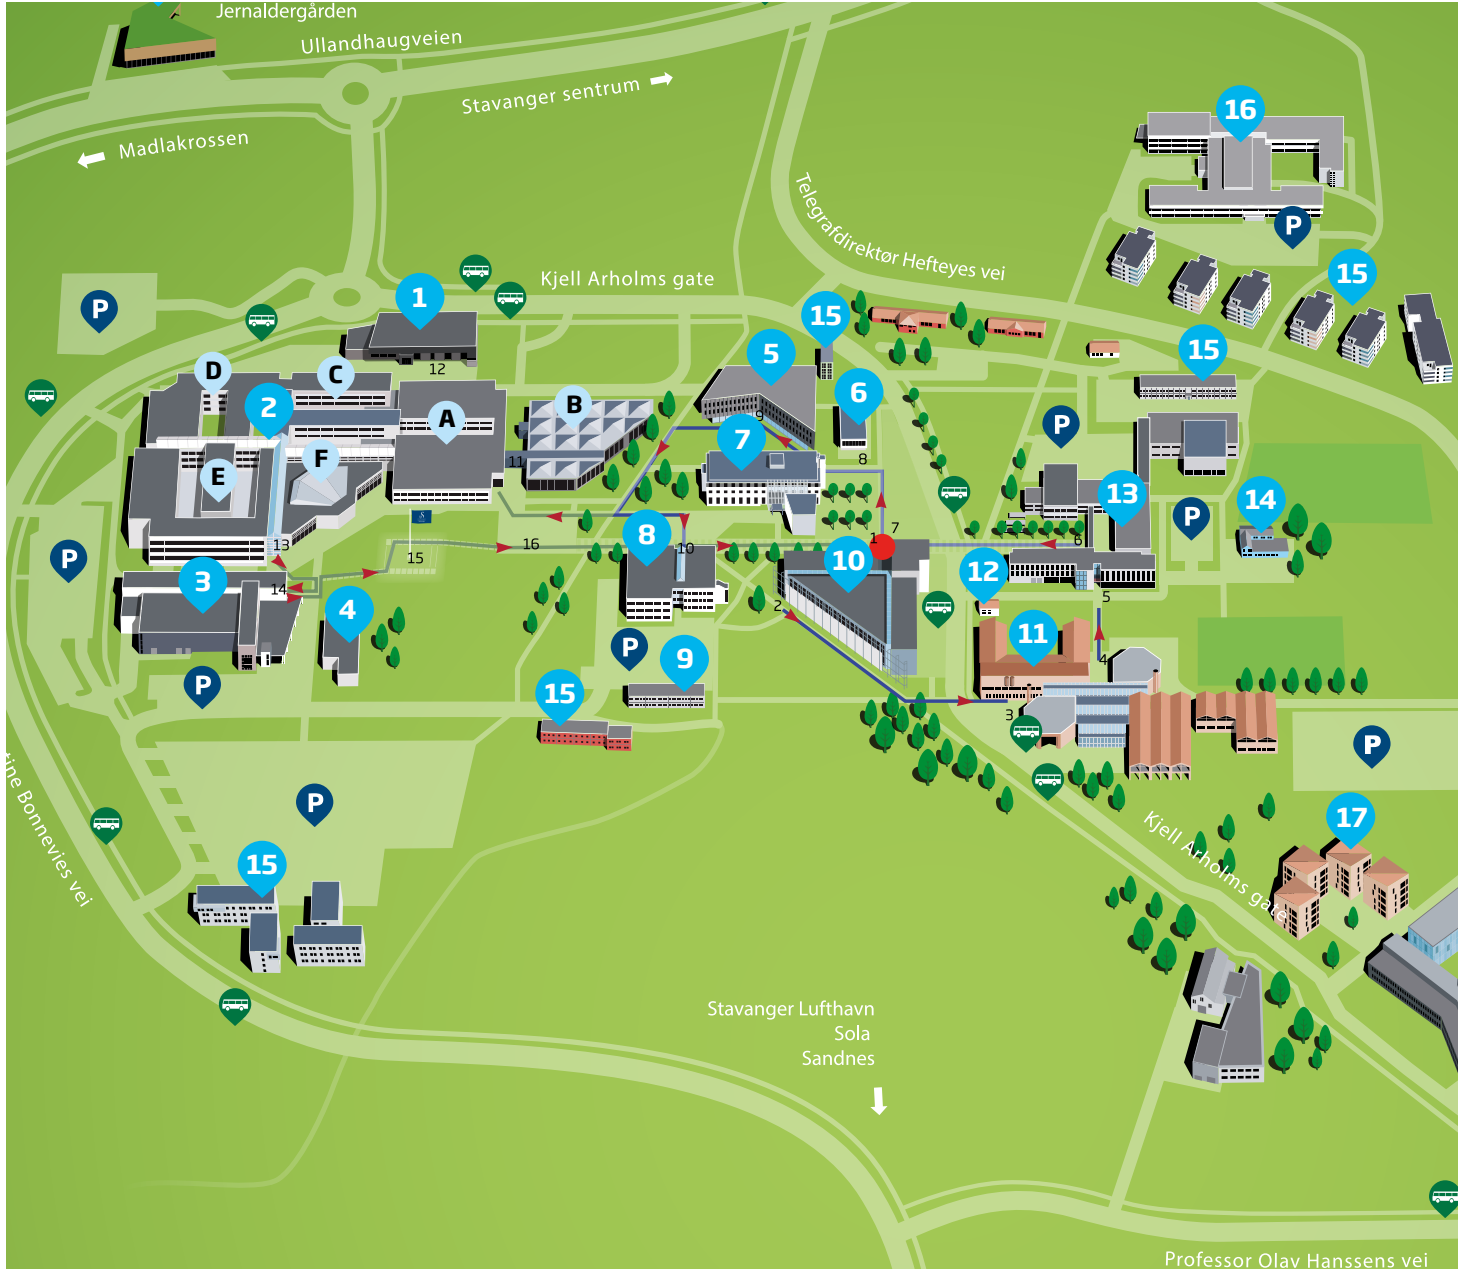 Jernaldergården
Ullandhaugveien
Stavanger sentrum
Madlakrossen
16
Telegrafdirektør Hefteyes vei
P
Kjell Arholms gate
15
1
P
15
12
15
5
D
C
2
A
B
6
9
7
P
F
E
11
8
13
14
P
S
13
15
16
8
10
1
7
6
10
12
P
3
14
4
2
5
11
4
P
P
9
15
3
P
ine Bonnevies vei
P
15
Kjell Arholms gate
17
Stavanger Lufthavn
Sola
Sandnes
Professor Olav Hanssens vei